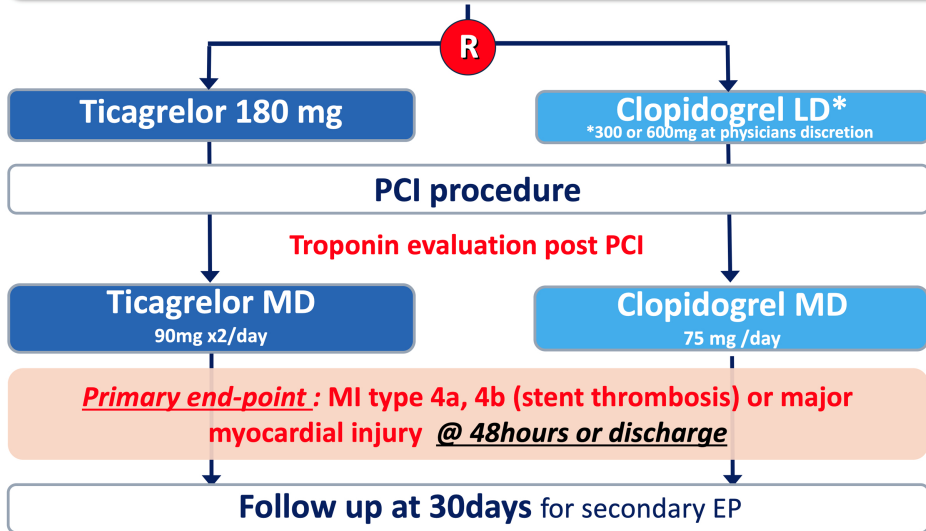 R
Ticagrelor 180 mg
Clopidogrel LD*
*300 or 600mg at physicians discretion
PCI procedure
Troponin evaluation post PCI
Ticagrelor MD
90mg x2/day
Clopidogrel MD
75 mg /day
Primary end-point : MI type 4a, 4b (stent thrombosis) or major
myocardial injury @ 48hours or discharge
Follow up at 30days for secondary EP